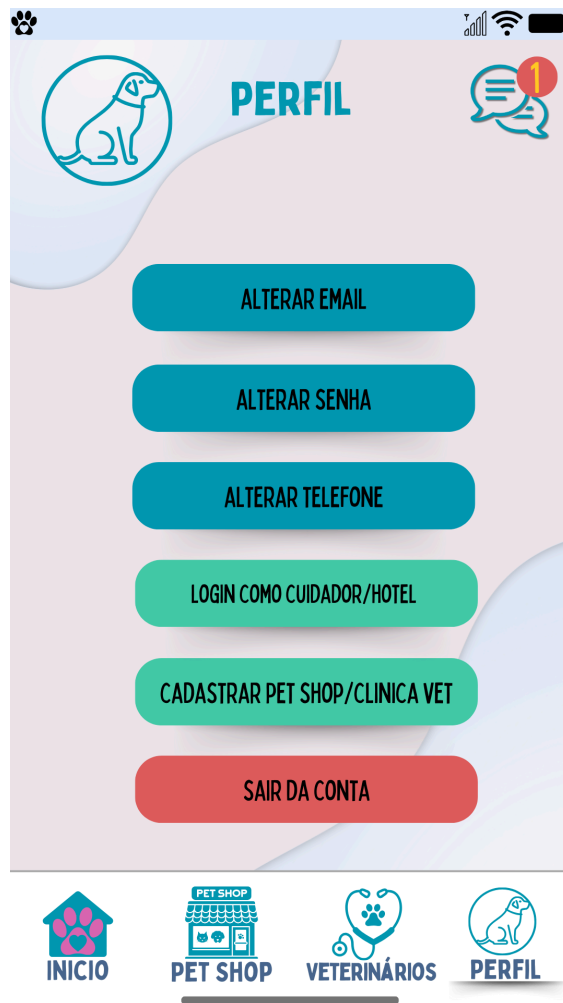 PERFIL
1
ALTERAR EMAIL
ALTERAR SENHA
ALTERAR TELEFONE
LOGIN COMO CUIDADOR/HOTEL
CADASTRAR PET SHOP/CLINICA VET
SAIR DA CONTA
PET SHOP
INICIO
PET SHOP
VETERINÁRIOS
PERFIL